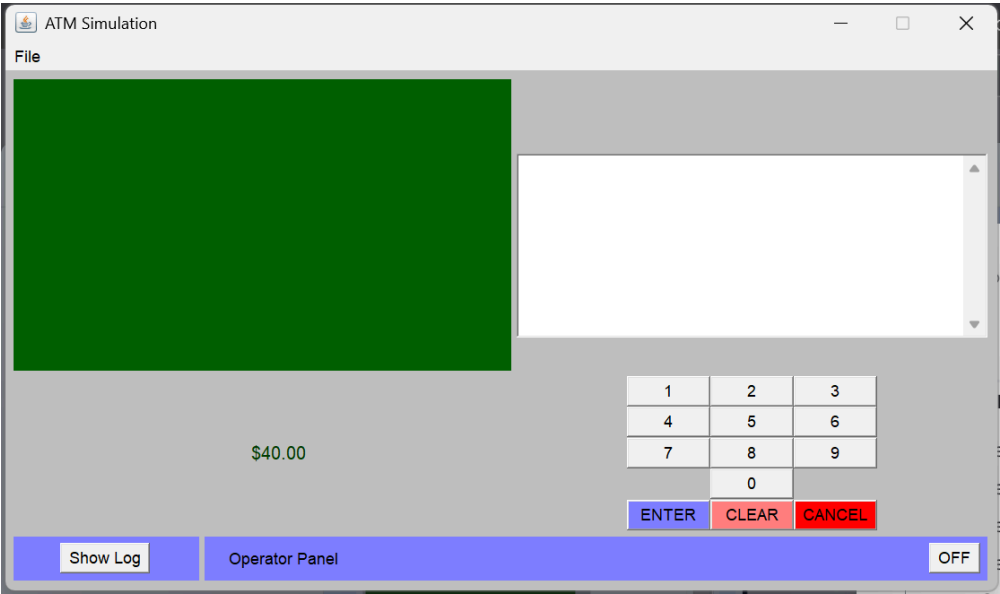 ATM Simulation
File
1 2 3
4 5 6
$40.00
7 8 9
0
ENTER CLEAR CANCEL
Show Log
Operator Panel
OFF